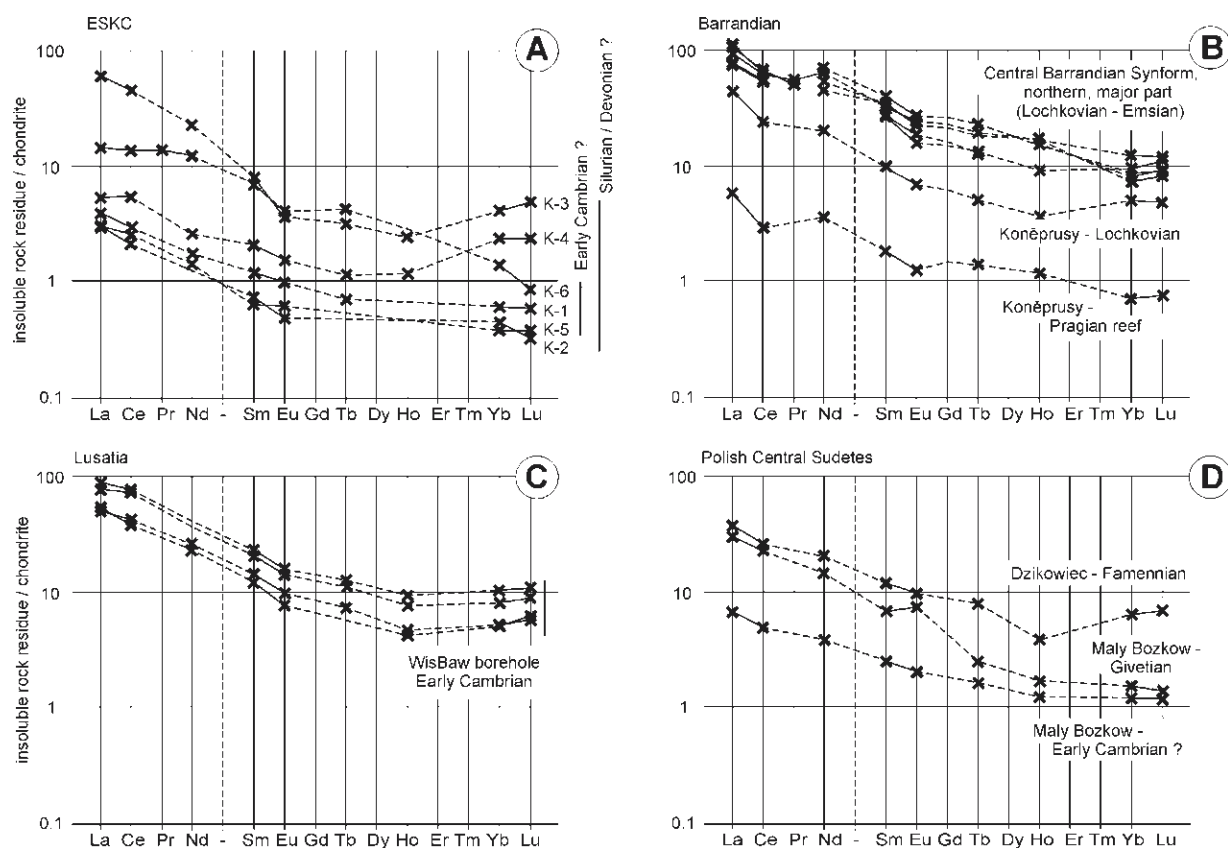 ESKC
A
insoluble rock residue / chondrite
100
10
1
0.1
La Ce Pr Nd - Sm Eu Gd Tb Dy Ho Er Tm Yb Lu
K-3
K-4
K-6
K-1
K-5
K-2
Early Cambrian ?
Silurian / Devonian ?
Barrandian
B
100
10
1
0.1
Central Barrandian Synform,
northern, major part
(Lochkovian - Emsian)
Koněprusy - Lochkovian
Koněprusy -
Pragian reef
La Ce Pr Nd - Sm Eu Gd Tb Dy Ho Er Tm Yb Lu
Lusatia
C
insoluble rock residue / chondrite
100
10
1
0.1
WisBaw borehole
Early Cambrian
La Ce Pr Nd - Sm Eu Gd Tb Dy Ho Er Tm Yb Lu
Polish Central Sudetes
D
100
10
1
0.1
Dzikowiec - Famennian
Maly Bozkow -
Givetian
Maly Bozkow -
Early Cambrian ?
La Ce Pr Nd - Sm Eu Gd Tb Dy Ho Er Tm Yb Lu